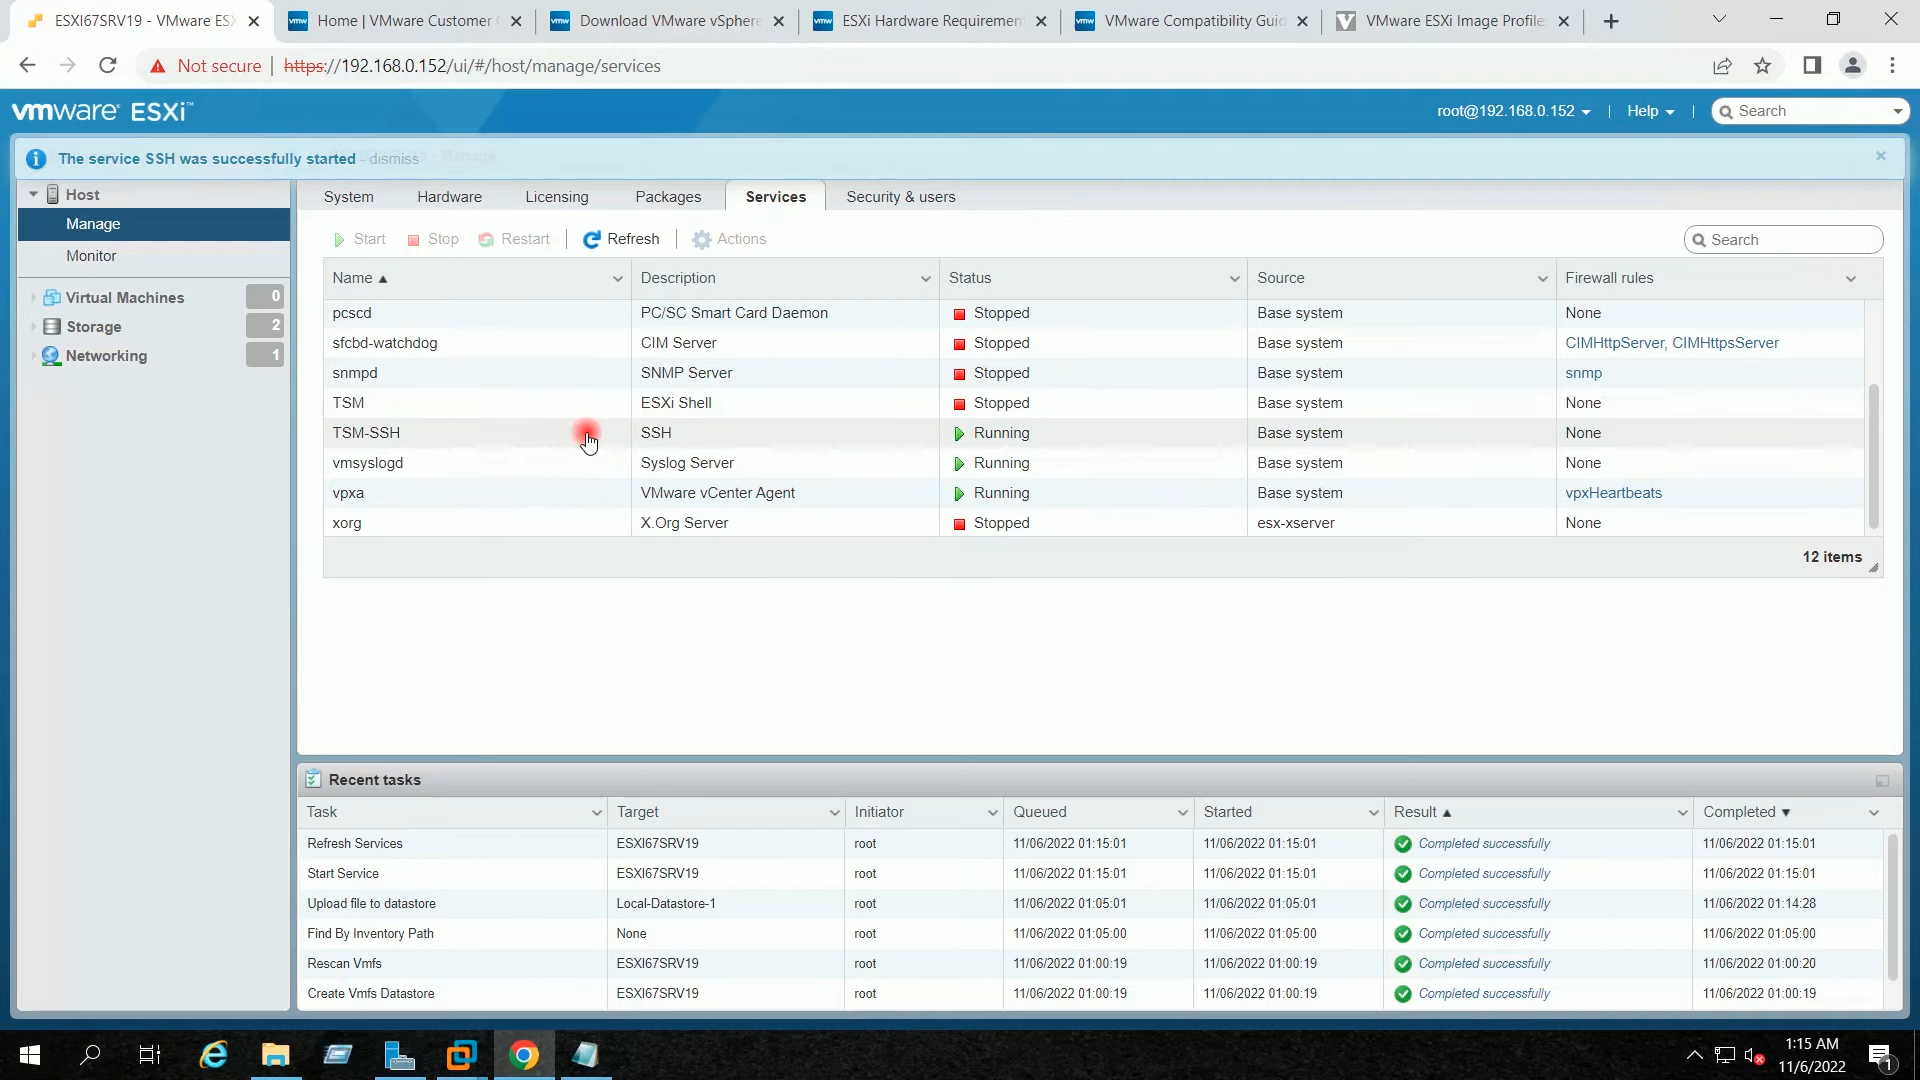 ESXI67SRV19 - VMware ESX
Home | VMware Customer C
Download VMware vSphere
ESXi Hardware Requiremen
VMware Compatibility Guid
VMware ESXi Image Profiles
Not secure | https://192.168.0.152/ui/#/host/manage/services
vmware ESXi™
root@192.168.0.152 | Help | Search
The service SSH was successfully started - dismiss
Host
Manage
Monitor
Virtual Machines 0
Storage 2
Networking 1
System Hardware Licensing Packages Services Security & users
Start Stop Restart | Refresh | Actions
Search
Name Description Status Source Firewall rules
pcscd PC/SC Smart Card Daemon Stopped Base system None
sfcbd-watchdog CIM Server Stopped Base system CIMHttpServer, CIMHttpsServer
snmpd SNMP Server Stopped Base system snmp
TSM ESXi Shell Stopped Base system None
TSM-SSH SSH Running Base system None
vmsyslogd Syslog Server Running Base system None
vpxa VMware vCenter Agent Running Base system vpxHeartbeats
xorg X.Org Server Stopped esx-xserver None
12 items
Recent tasks
Task Target Initiator Queued Started Result Completed
Refresh Services ESXI67SRV19 root 11/06/2022 01:15:01 11/06/2022 01:15:01 Completed successfully 11/06/2022 01:15:01
Start Service ESXI67SRV19 root 11/06/2022 01:15:01 11/06/2022 01:15:01 Completed successfully 11/06/2022 01:15:01
Upload file to datastore Local-Datastore-1 root 11/06/2022 01:05:01 11/06/2022 01:05:01 Completed successfully 11/06/2022 01:14:28
Find By Inventory Path None root 11/06/2022 01:05:00 11/06/2022 01:05:00 Completed successfully 11/06/2022 01:05:00
Rescan Vmfs ESXI67SRV19 root 11/06/2022 01:00:19 11/06/2022 01:00:19 Completed successfully 11/06/2022 01:00:20
Create Vmfs Datastore ESXI67SRV19 root 11/06/2022 01:00:19 11/06/2022 01:00:19 Completed successfully 11/06/2022 01:00:19
1:15 AM
11/6/2022
1